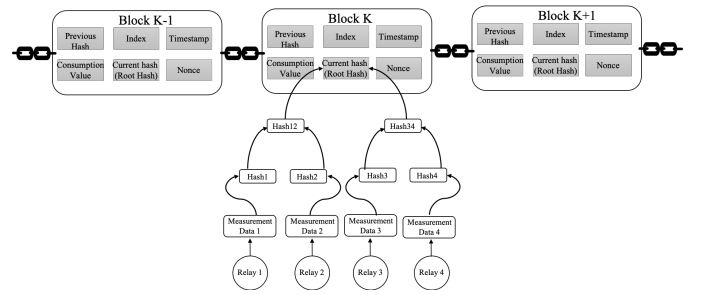 Block K-1
Block K
Block K+1
Previous
Hash
Index
Timestamp
Previous
Hash
Index
Timestamp
Previous
Hash
Index
Timestamp
Consumption
Value
Current hash
(Root Hash)
Nonce
Consumption
Value
Current hash
(Root Hash)
Nonce
Consumption
Value
Current hash
(Root Hash)
Nonce
Hash12
Hash34
Hash1
Hash2
Hash3
Hash4
Measurement
Data 1
Measurement
Data 2
Measurement
Data 3
Measurement
Data 4
Relay 1
Relay 2
Relay 3
Relay 4